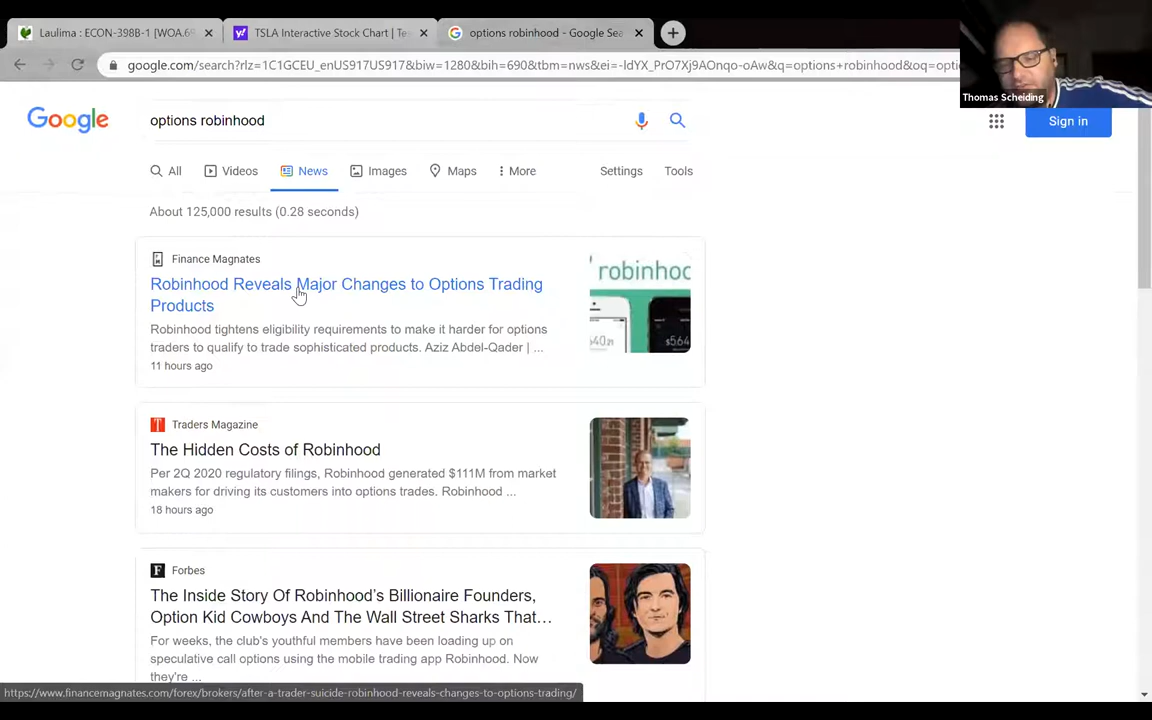 Laulima : ECON-398B-1 [WOA.6
TSLA Interactive Stock Chart | Te
options robinhood - Google Sea
google.com/search?rlz=1C1GCEU_enUS917US917&biw=1280&bih=690&tbm=nws&ei=-ldYX_PrO7Xj9AOnqo-oAw&q=options+robinhood&oq=opti
Thomas Scheiding
Google
options robinhood
Sign in
All
Videos
News
Images
Maps
More
Settings
Tools
About 125,000 results (0.28 seconds)
Finance Magnates
Robinhood Reveals Major Changes to Options Trading
Products
Robinhood tightens eligibility requirements to make it harder for options
traders to qualify to trade sophisticated products. Aziz Abdel-Qader | ...
11 hours ago
robinhoo
Traders Magazine
The Hidden Costs of Robinhood
Per 2Q 2020 regulatory filings, Robinhood generated $111M from market
makers for driving its customers into options trades. Robinhood ...
18 hours ago
Forbes
The Inside Story Of Robinhood's Billionaire Founders,
Option Kid Cowboys And The Wall Street Sharks That...
For weeks, the club's youthful members have been loading up on
speculative call options using the mobile trading app Robinhood. Now
they're ...
https://www.financemagnates.com/forex/brokers/after-a-trader-suicide-robinhood-reveals-changes-to-options-trading/